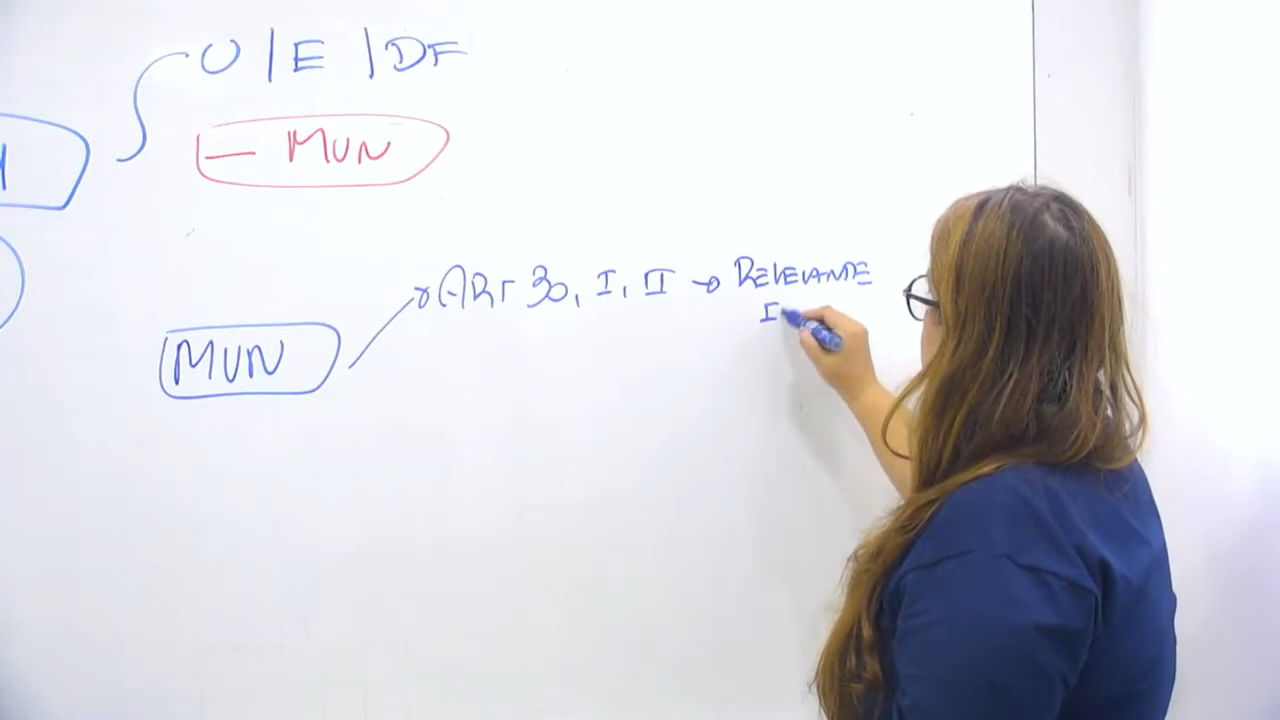 U | E | DF
— MUN
ART 30, I, II → RELEVANTE
I
MUN